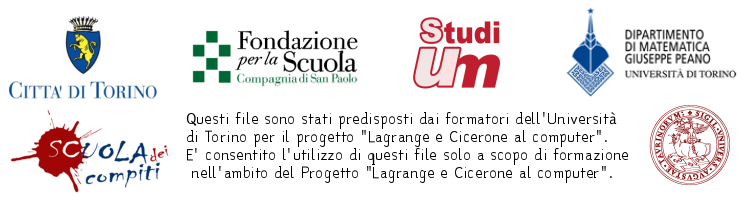 CITTA' DI TORINO
Fondazione
per la Scuola
Compagnia di San Paolo
Studi
Um
DIPARTIMENTO
DI MATEMATICA
GIUSEPPE PEANO
UNIVERSITÀ DI TORINO
SCUOLA dei
compiti
Questi file sono stati predisposti dai formatori dell'Università
di Torino per il progetto "Lagrange e Cicerone al computer".
E' consentito l'utilizzo di questi file solo a scopo di formazione
nell'ambito del Progetto "Lagrange e Cicerone al computer".